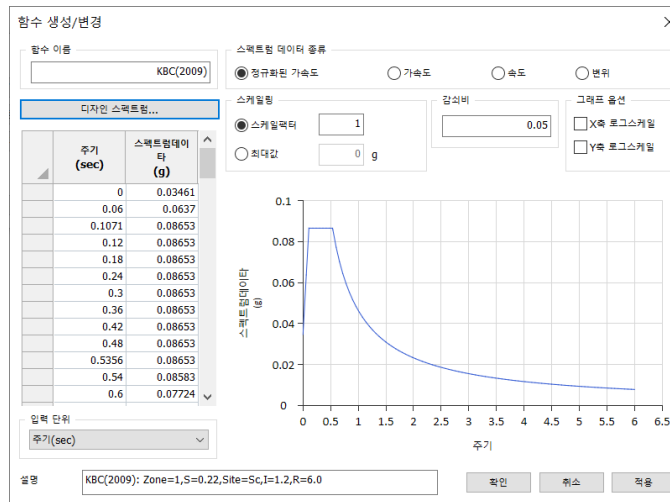 함수 생성/변경
함수 이름
KBC(2009)
디자인 스펙트럼...
스펙트럼 데이터 종류
정규화된 가속도
가속도
속도
변위
스케일링
스케일팩터
1
최대값
0
g
감쇠비
0.05
그래프 옵션
X축 로그스케일
Y축 로그스케일
주기
(sec)
스펙트럼데이
타
(g)
0 0.03461
0.06 0.0637
0.1071 0.08653
0.12 0.08653
0.18 0.08653
0.24 0.08653
0.3 0.08653
0.36 0.08653
0.42 0.08653
0.48 0.08653
0.5356 0.08653
0.54 0.08583
0.6 0.07724
스펙트럼데이타
(g)
0.1
0.08
0.06
0.04
0.02
0
0 0.5 1 1.5 2 2.5 3 3.5 4 4.5 5 5.5 6 6.5
주기
입력 단위
주기(sec)
설명
KBC(2009): Zone=1,S=0.22,Site=Sc,I=1.2,R=6.0
확인
취소
적용